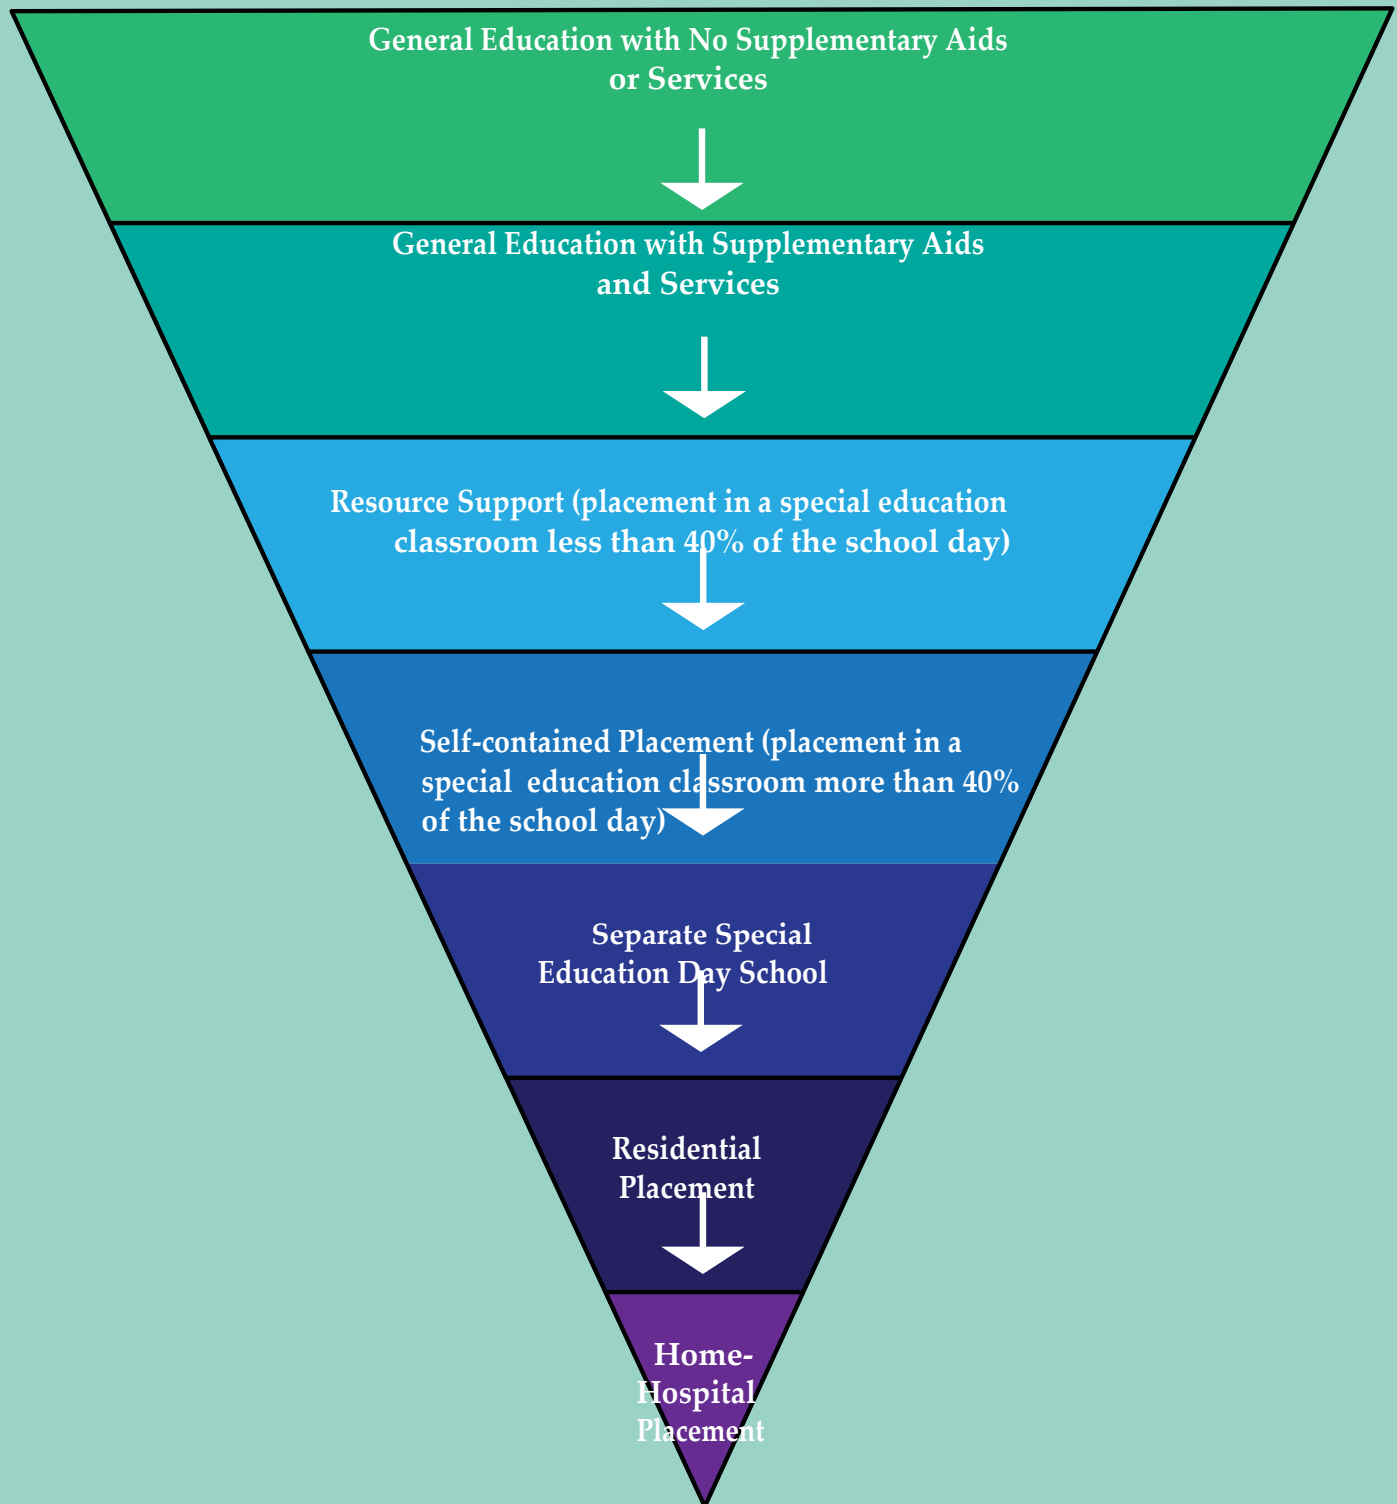 General Education with No Supplementary Aids
or Services
General Education with Supplementary Aids
and Services
Resource Support (placement in a special education
classroom less than 40% of the school day)
Self-contained Placement (placement in a
special education classroom more than 40%
of the school day)
Separate Special
Education Day School
Residential
Placement
Home-
Hospital
Placement